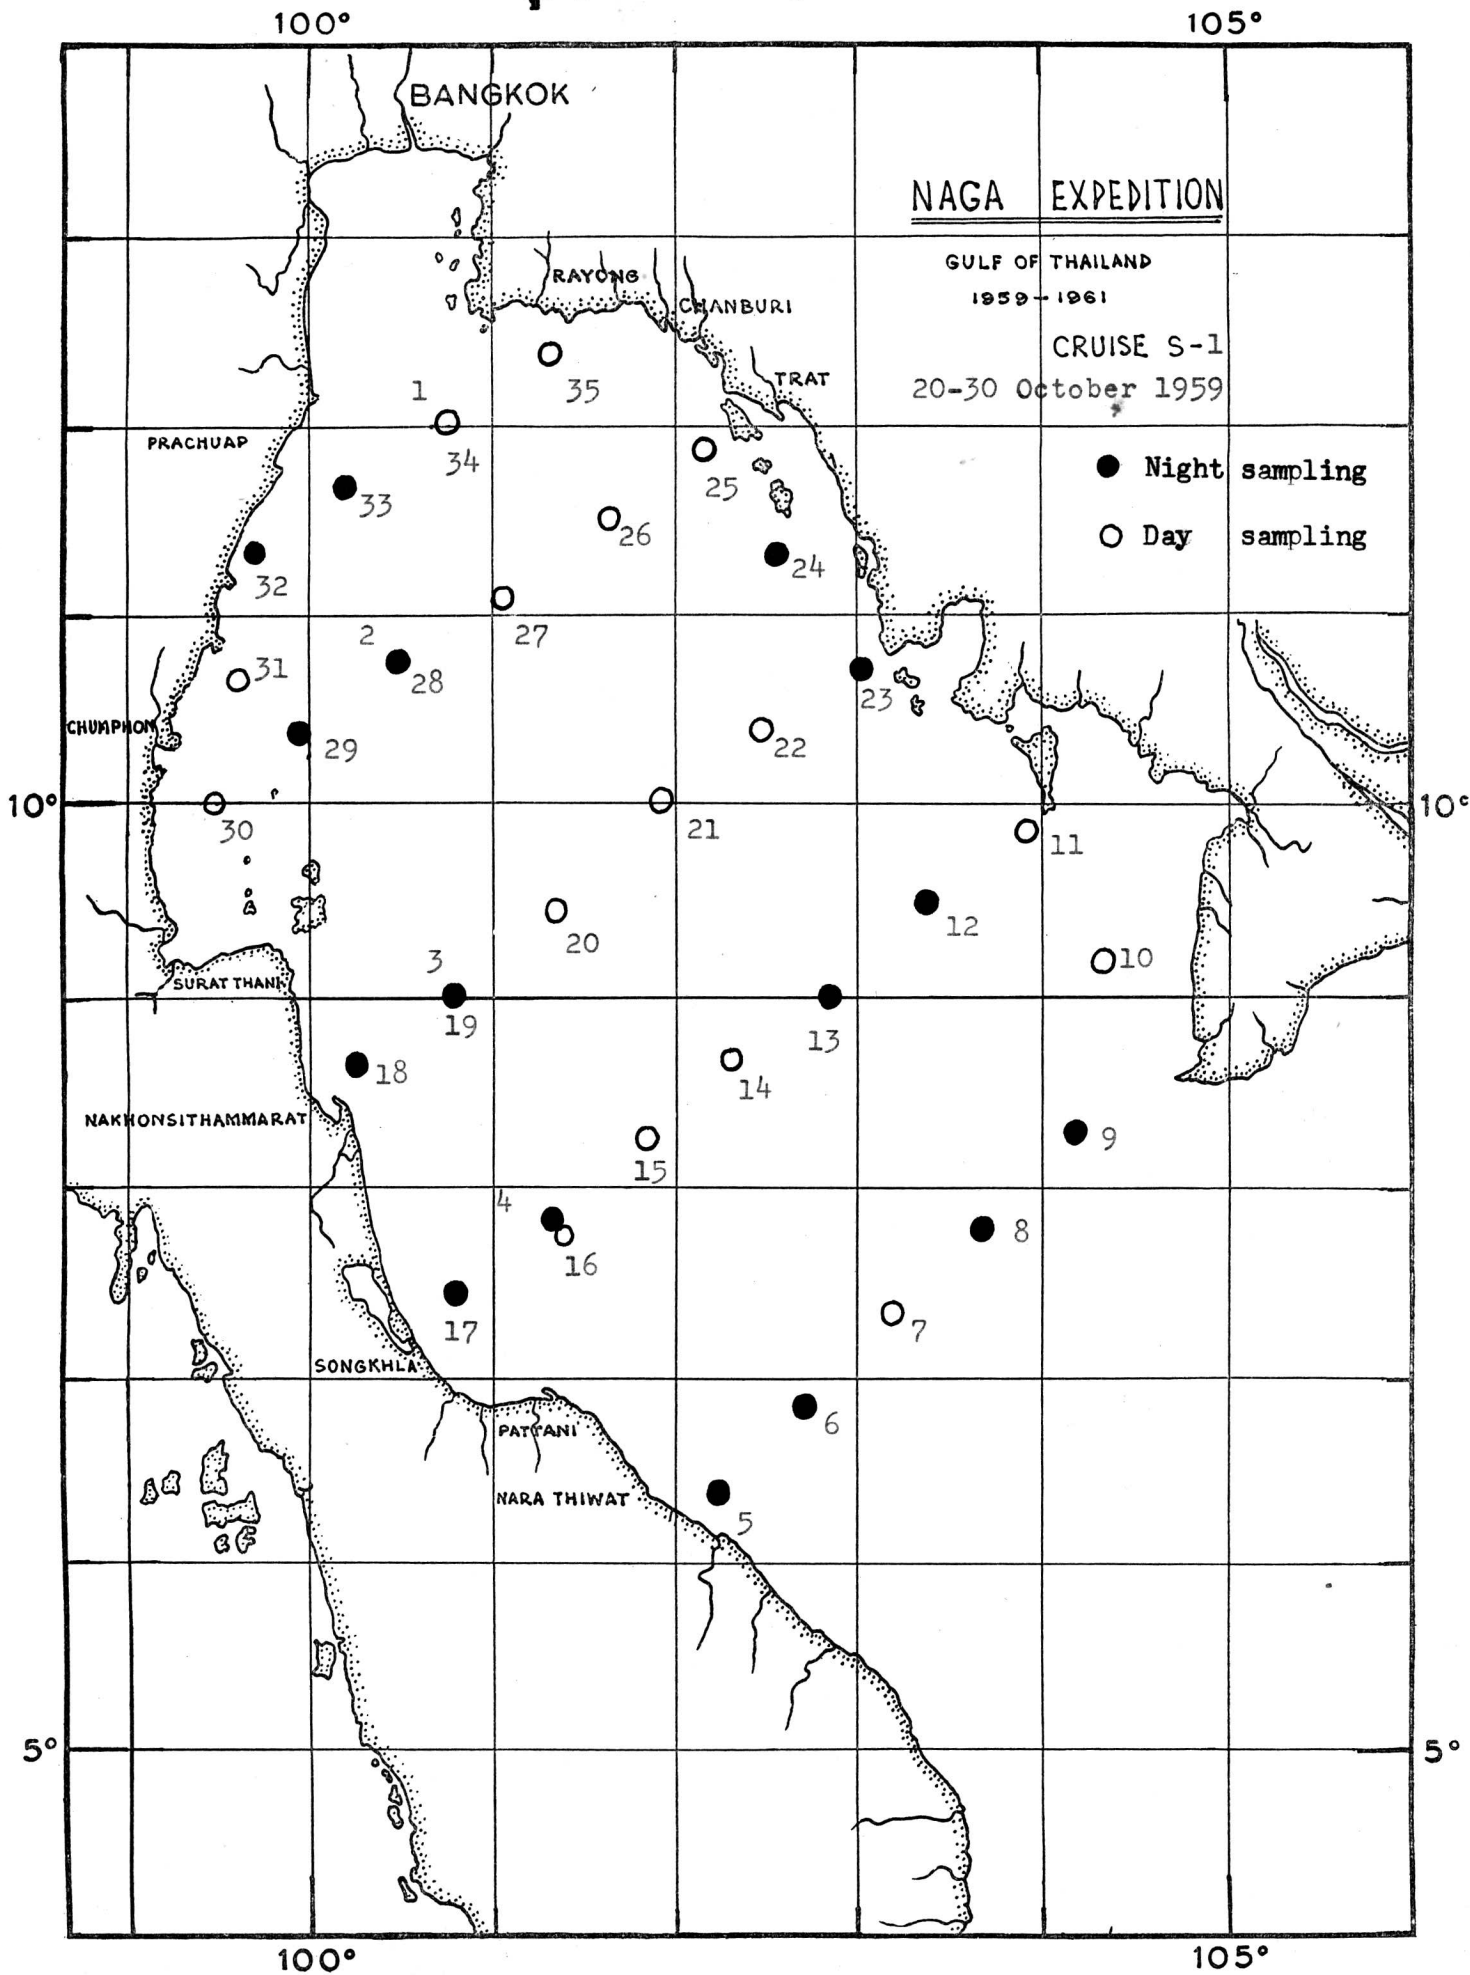 100° 105°
BANGKOK
NAGA EXPEDITION
GULF OF THAILAND
1959-1961
CRUISE S-1
20-30 October 1959
Night sampling
Day sampling
RAYONG
CHANBURI
TRAT
PRACHUAP
CHUMPHON
SURAT THANI
NAKHONSITHAMMARAT
SONGKHLA
PATTANI
NARA THIWAT
1
35
34
25
33
26
24
32
27
2
28
31
23
29
22
10° 10°
30
21
11
20
12
3
10
19
13
18
14
9
15
4
8
16
17
7
6
5
5° 5°
100° 105°